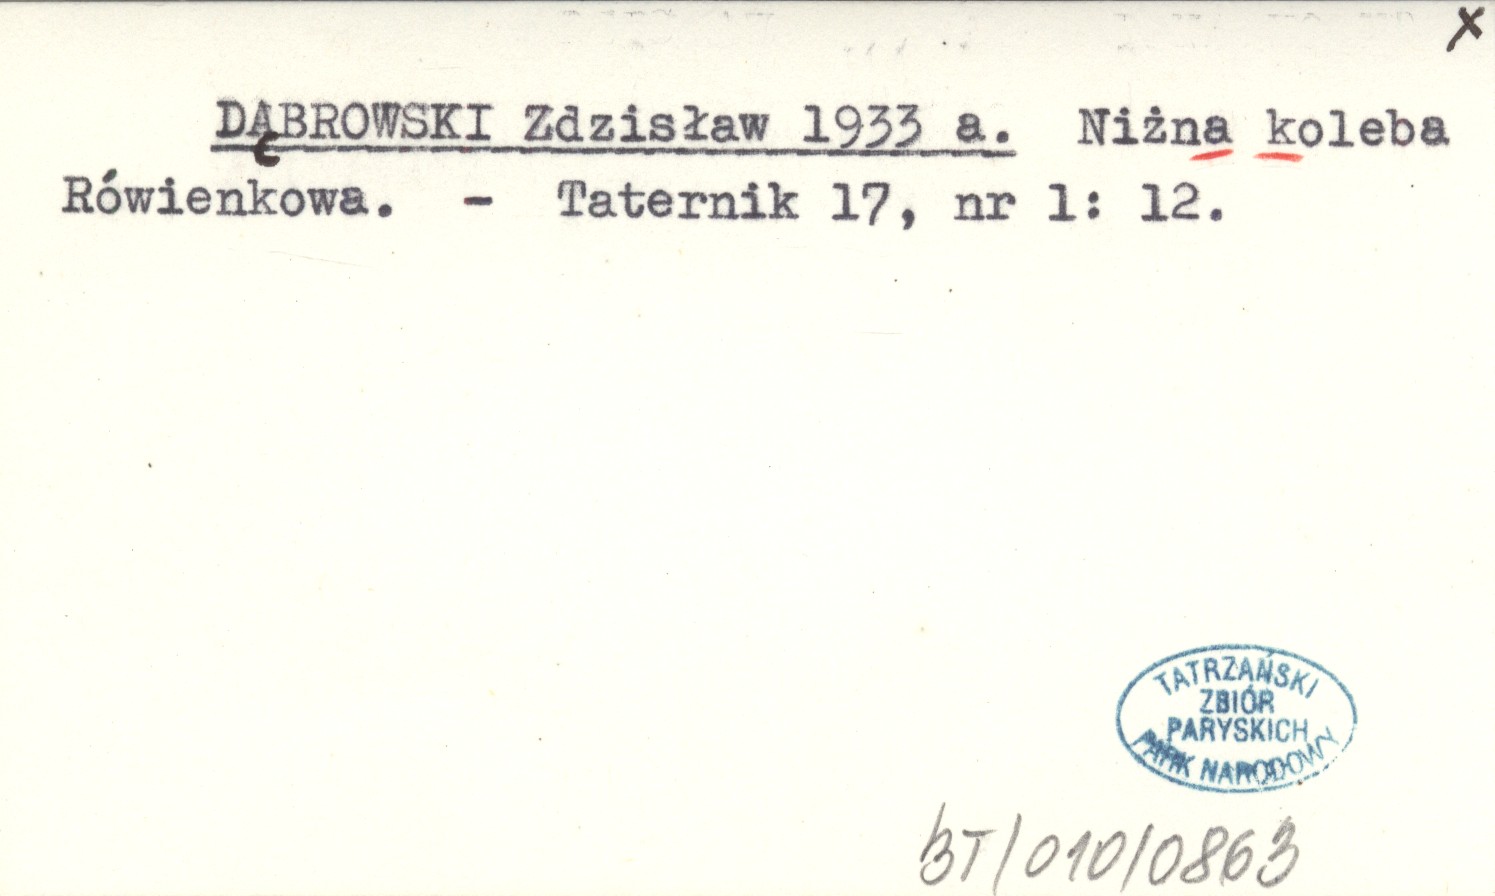 x
DĄBROWSKI Zdzisław 1933 a. Niżna koleba
Rówienkowa. - Taternik 17, nr 1: 12.
TATRZAŃSKI
ZBIÓR
PARYSKICH
PARK NARODOWY
BT/010/0863